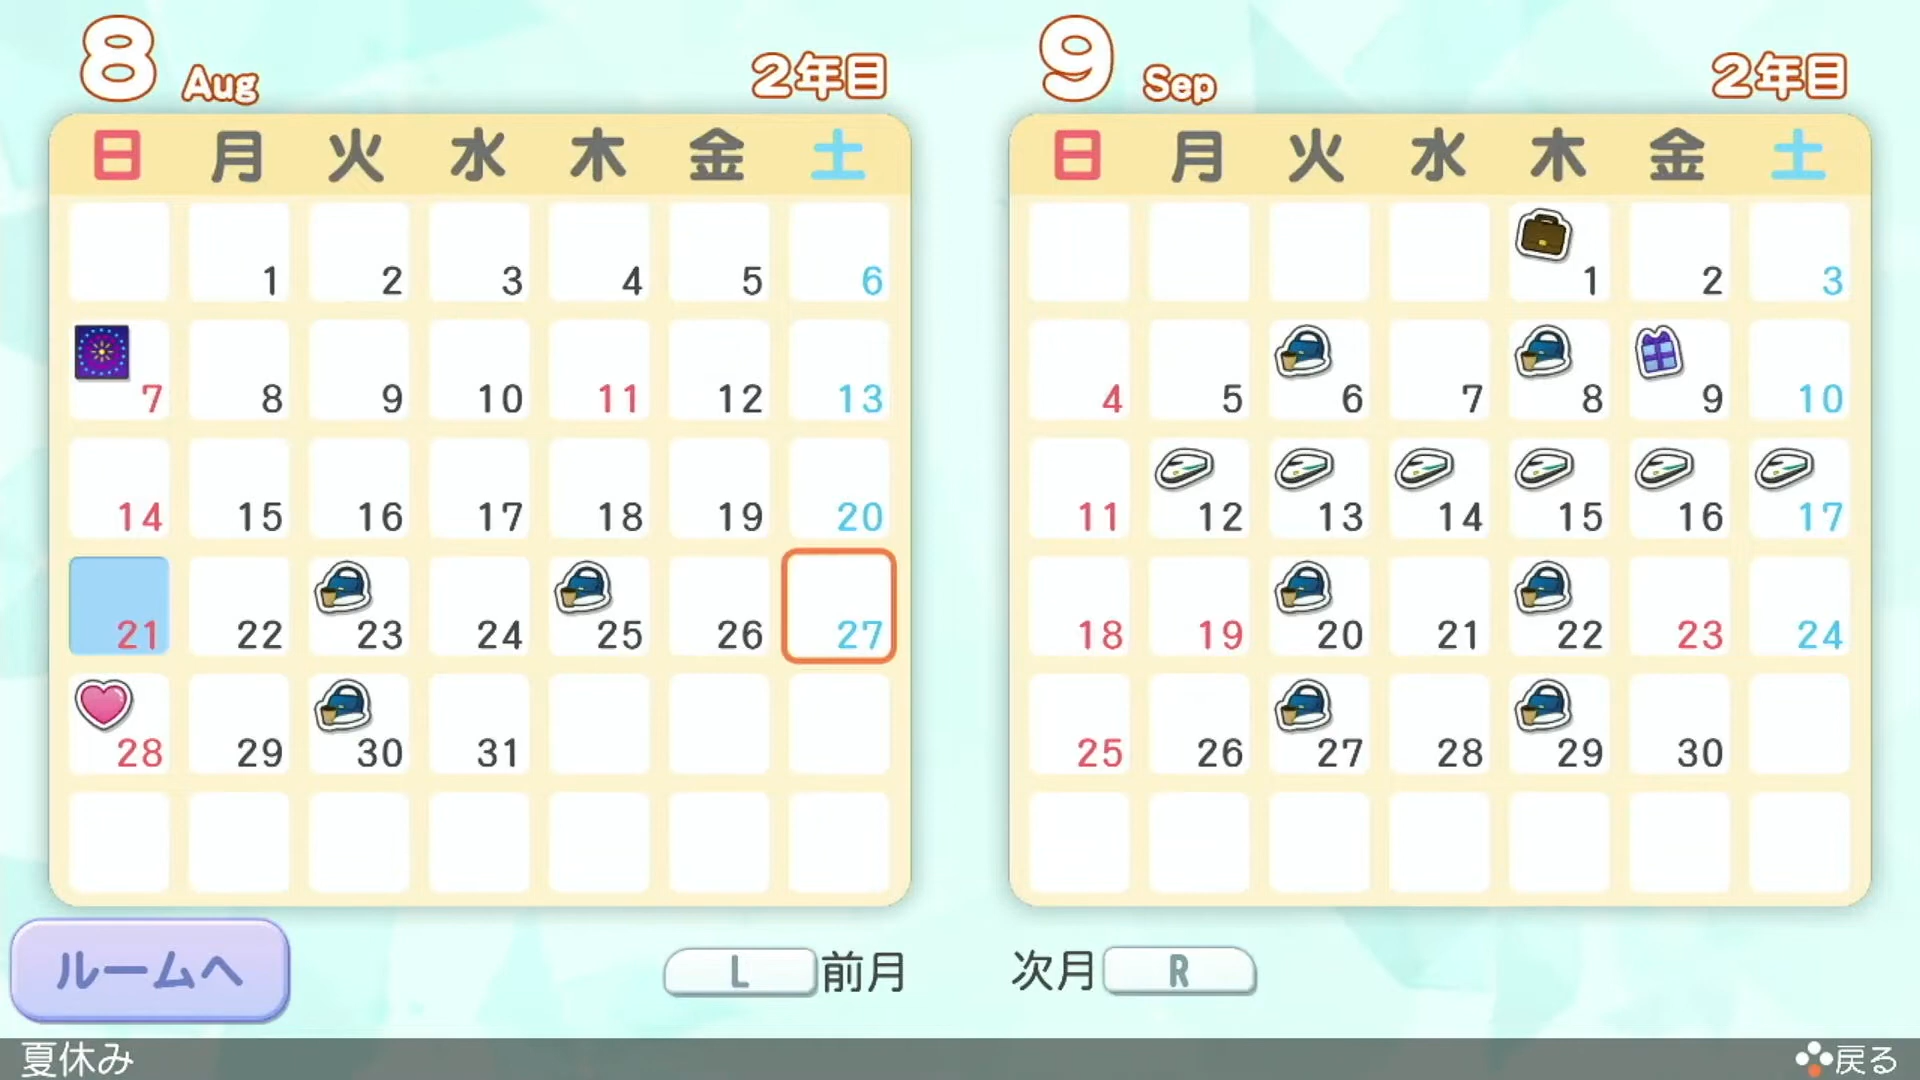 8 Aug 2年目
日 月 火 水 木 金 土
1 2 3 4 5 6
7 8 9 10 11 12 13
14 15 16 17 18 19 20
21 22 23 24 25 26 27
28 29 30 31
9 Sep 2年目
日 月 火 水 木 金 土
1 2 3
4 5 6 7 8 9 10
11 12 13 14 15 16 17
18 19 20 21 22 23 24
25 26 27 28 29 30
ルームへ
L 前月
次月 R
夏休み
戻る